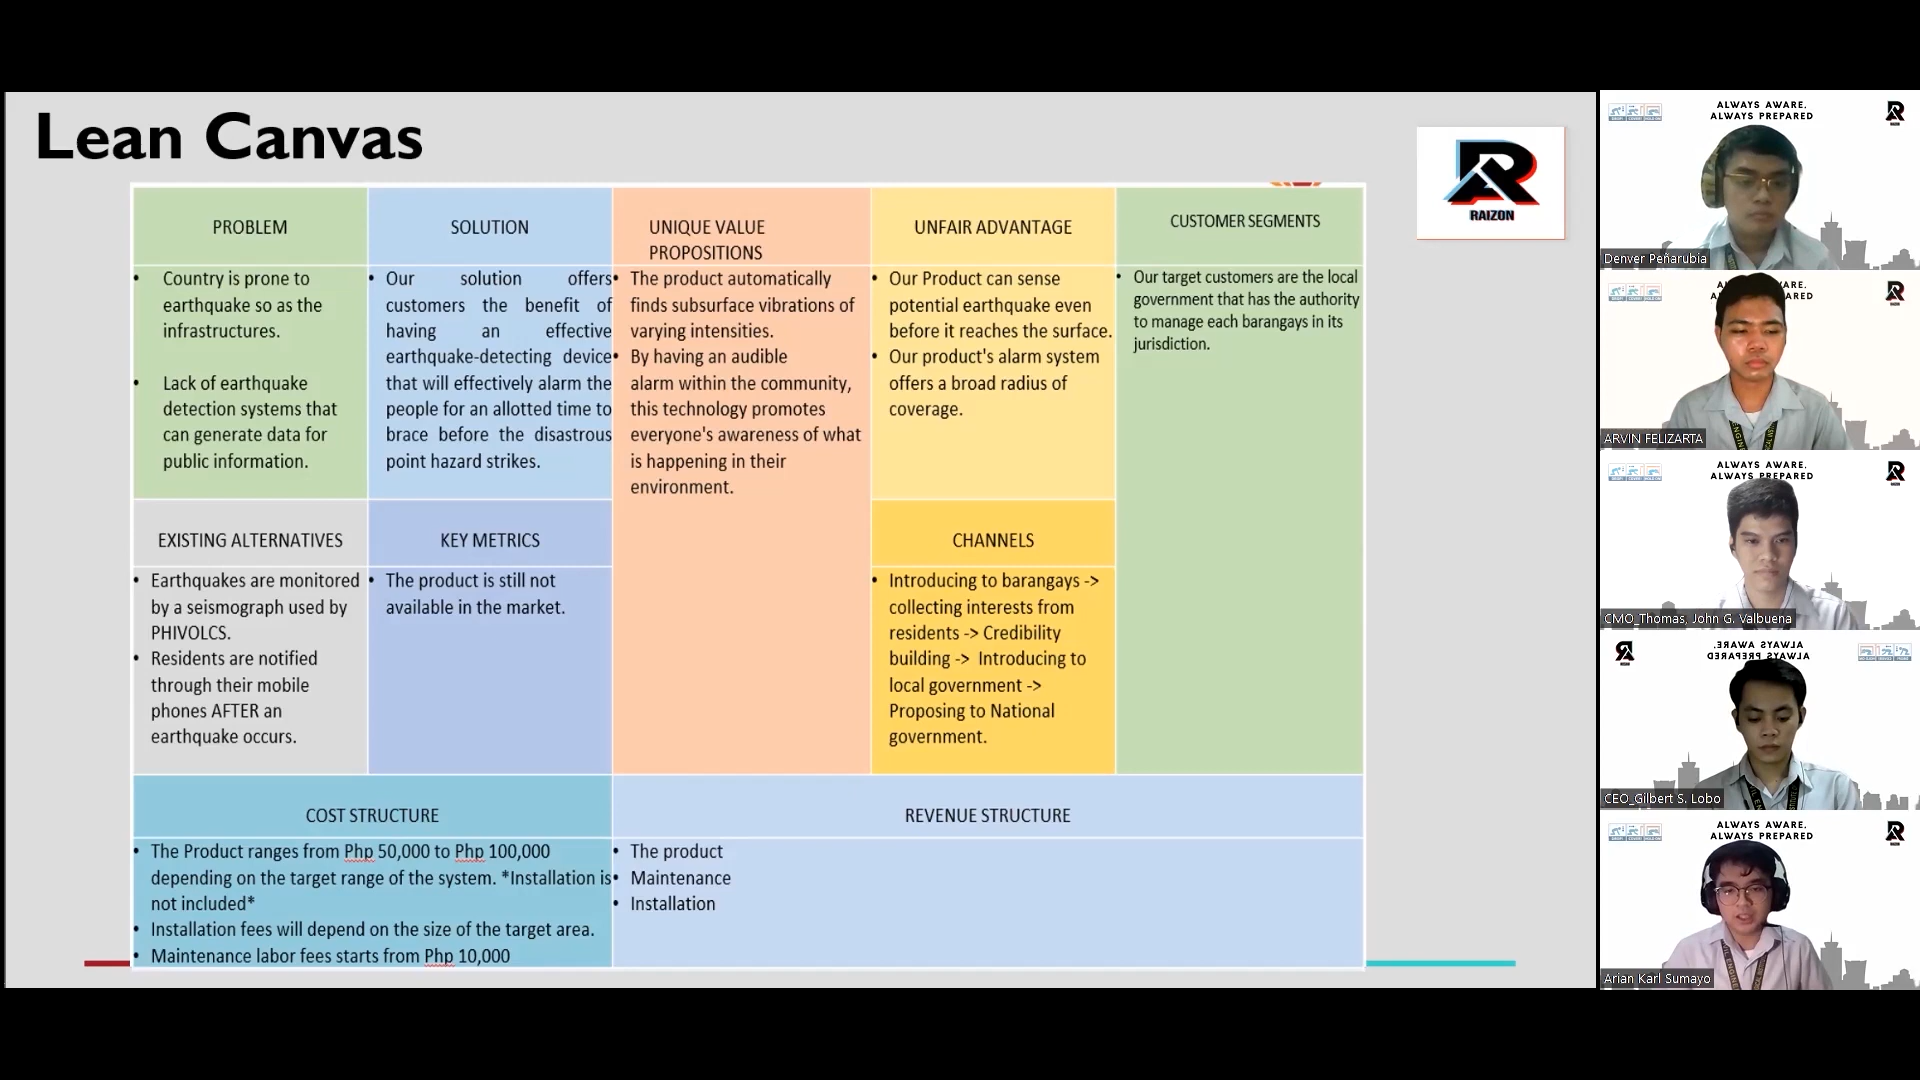 Lean Canvas
RAIZON
PROBLEM
• Country is prone to
earthquake so as the
infrastructures.
• Lack of earthquake
detection systems that
can generate data for
public information.
SOLUTION
• Our solution offers
customers the benefit of
having an effective
earthquake-detecting device
that will effectively alarm the
people for an allotted time to
brace before the disastrous
point hazard strikes.
UNIQUE VALUE
PROPOSITIONS
• The product automatically
finds subsurface vibrations of
varying intensities.
• By having an audible
alarm within the community,
this technology promotes
everyone's awareness of what
is happening in their
environment.
UNFAIR ADVANTAGE
• Our Product can sense
potential earthquake even
before it reaches the surface.
• Our product's alarm system
offers a broad radius of
coverage.
CUSTOMER SEGMENTS
• Our target customers are the local
government that has the authority
to manage each barangays in its
jurisdiction.
EXISTING ALTERNATIVES
• Earthquakes are monitored
by a seismograph used by
PHIVOLCS.
• Residents are notified
through their mobile
phones AFTER an
earthquake occurs.
KEY METRICS
• The product is still not
available in the market.
CHANNELS
• Introducing to barangays ->
collecting interests from
residents -> Credibility
building -> Introducing to
local government ->
Proposing to National
government.
COST STRUCTURE
• The Product ranges from Php 50,000 to Php 100,000
depending on the target range of the system. *Installation is
not included*
• Installation fees will depend on the size of the target area.
• Maintenance labor fees starts from Php 10,000
REVENUE STRUCTURE
• The product
• Maintenance
• Installation
ALWAYS AWARE,
ALWAYS PREPARED
Denver Peñarubia
ARVIN FELIZARTA
ALWAYS AWARE,
ALWAYS PREPARED
CMO_Thomas, John G. Valbuena
ALWAYS AWARE,
ALWAYS PREPARED
CEO_Gilbert S. Lobo
ALWAYS AWARE,
ALWAYS PREPARED
Arian Karl Sumayo